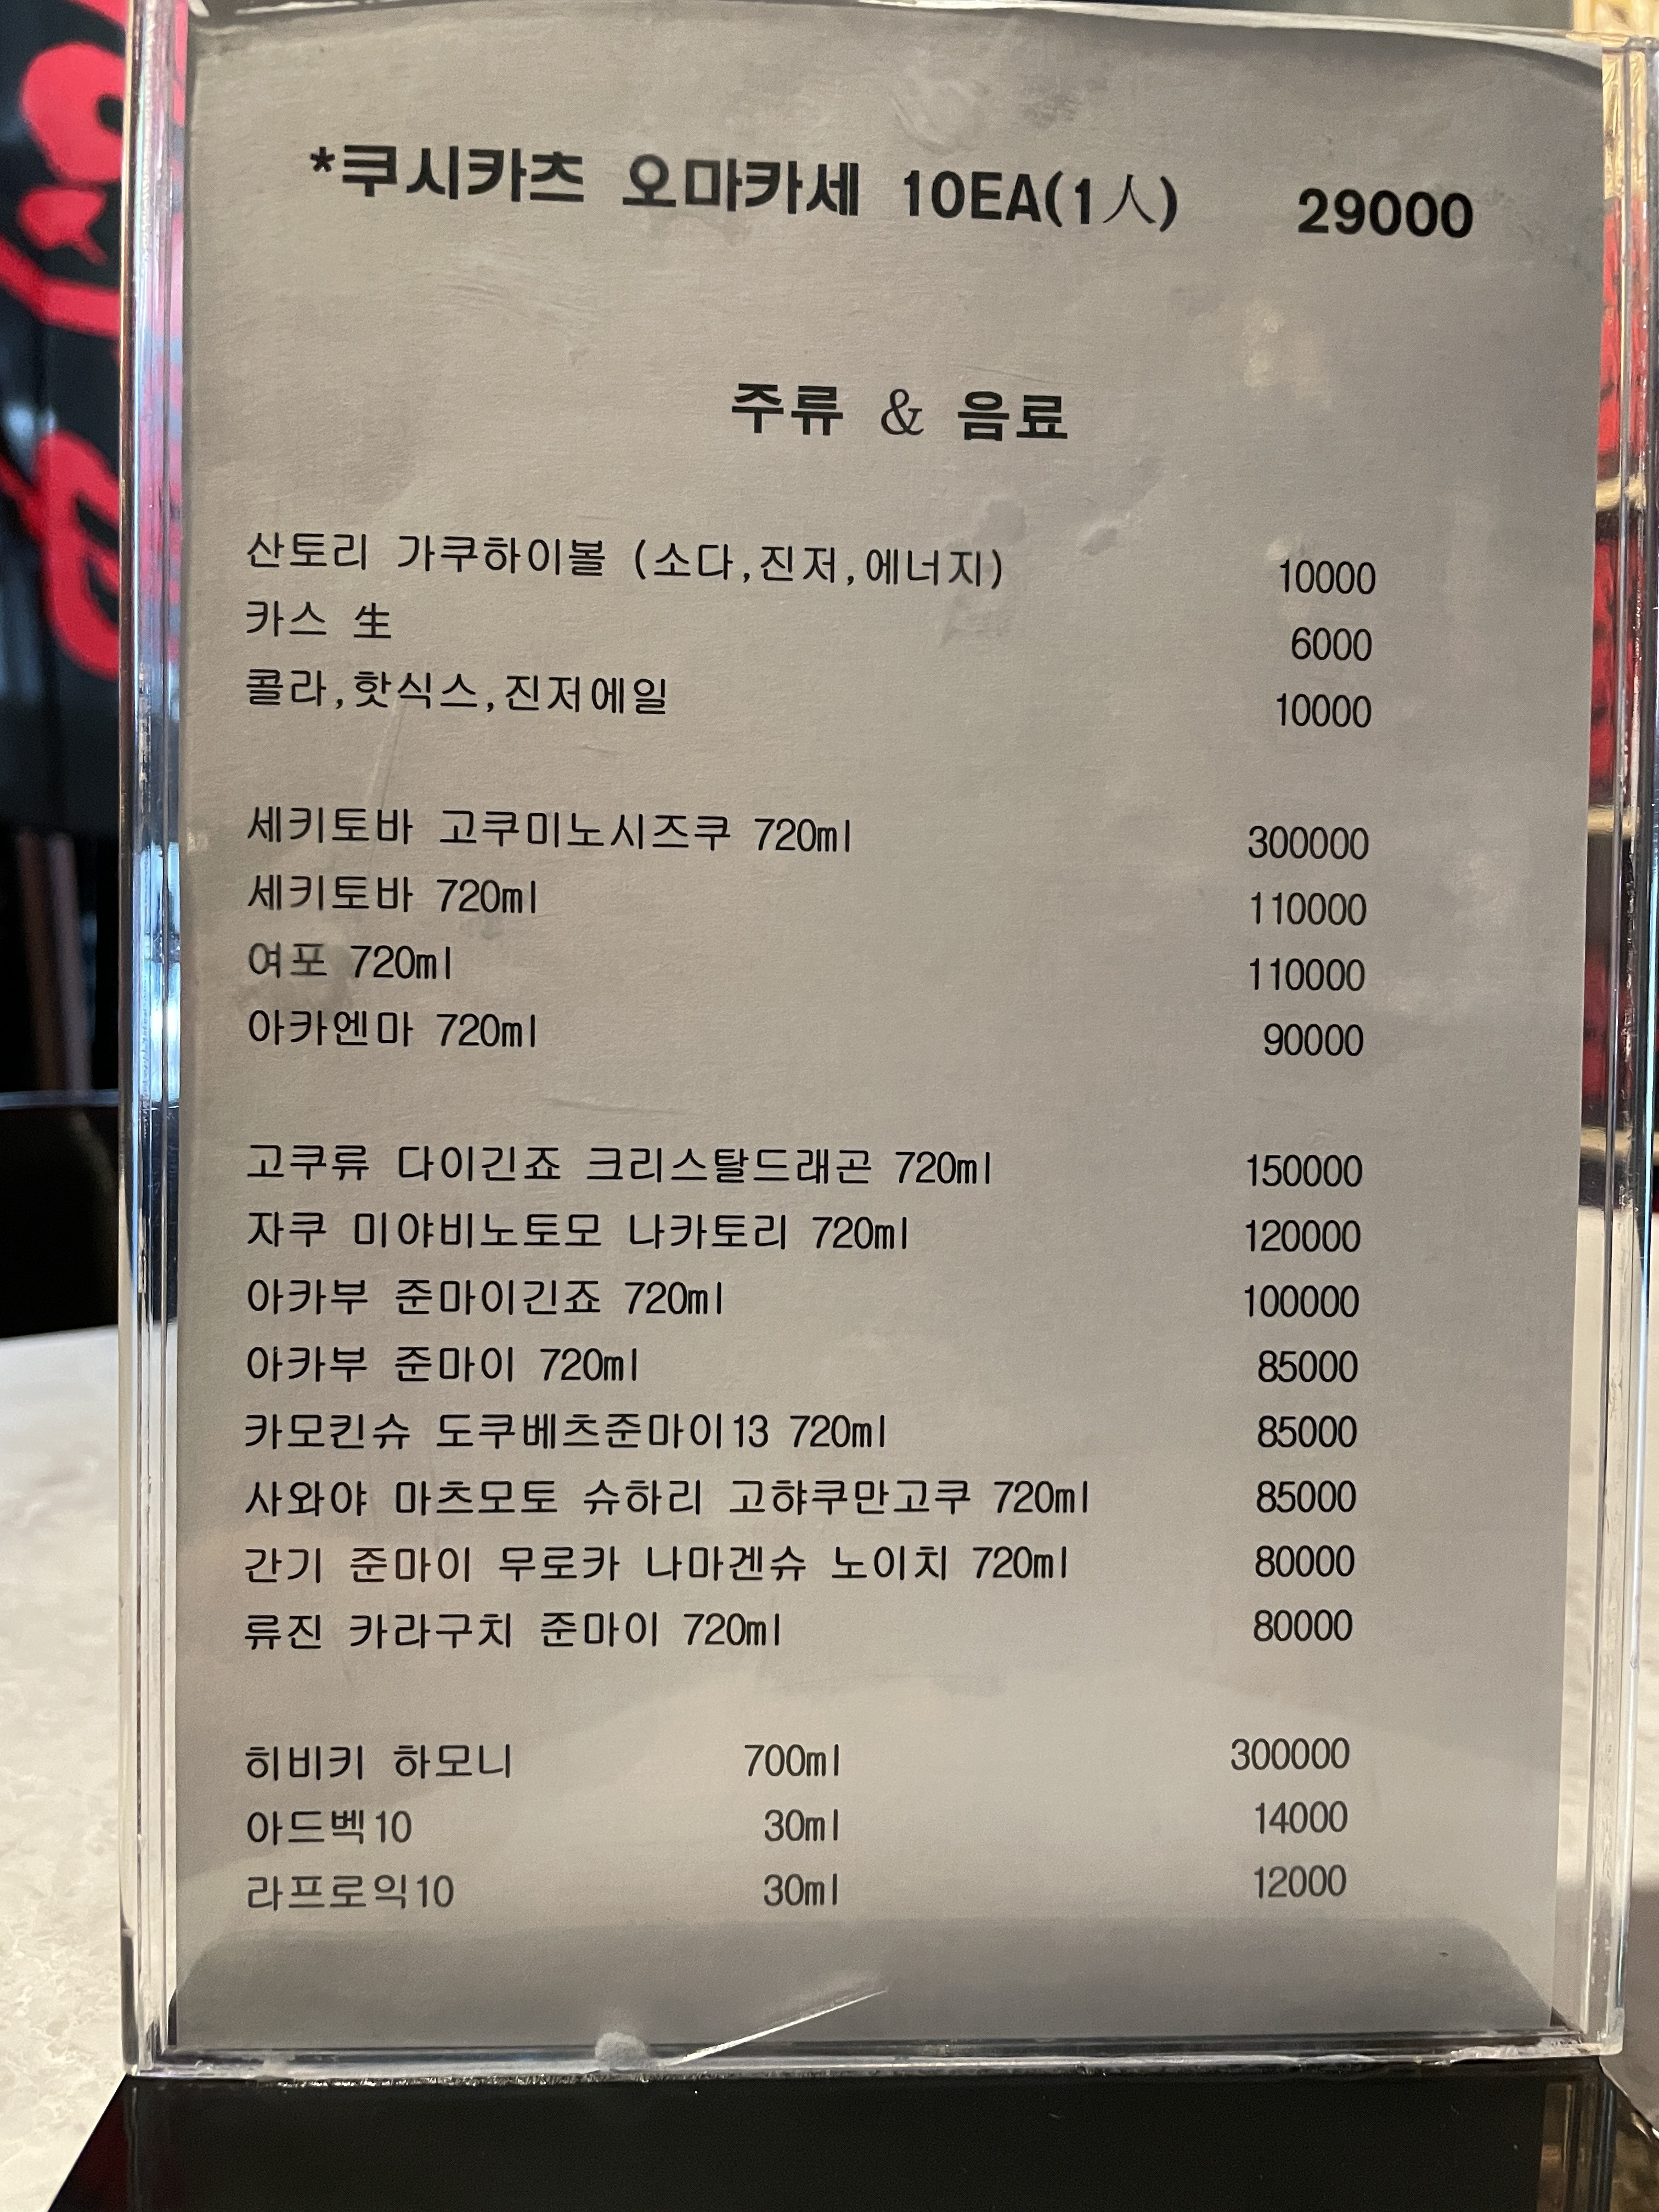 *쿠시카츠 오마카세 10EA(1人) 29000
주류 & 음료
산토리 가쿠하이볼 (소다,진저,에너지) 10000
카스 生 6000
콜라,핫식스,진저에일 10000
세키토바 고쿠미노시즈쿠 720ml 300000
세키토바 720ml 110000
여포 720ml 110000
아카엔마 720ml 90000
고쿠류 다이긴죠 크리스탈드래곤 720ml 150000
자쿠 미야비노토모 나카토리 720ml 120000
아카부 준마이긴죠 720ml 100000
아카부 준마이 720ml 85000
카모킨슈 도쿠베츠준마이13 720ml 85000
사와야 마츠모토 슈하리 고햐쿠만고쿠 720ml 85000
간기 준마이 무로카 나마겐슈 노이치 720ml 80000
류진 카라구치 준마이 720ml 80000
히비키 하모니 700ml 300000
아드벡10 30ml 14000
라프로익10 30ml 12000